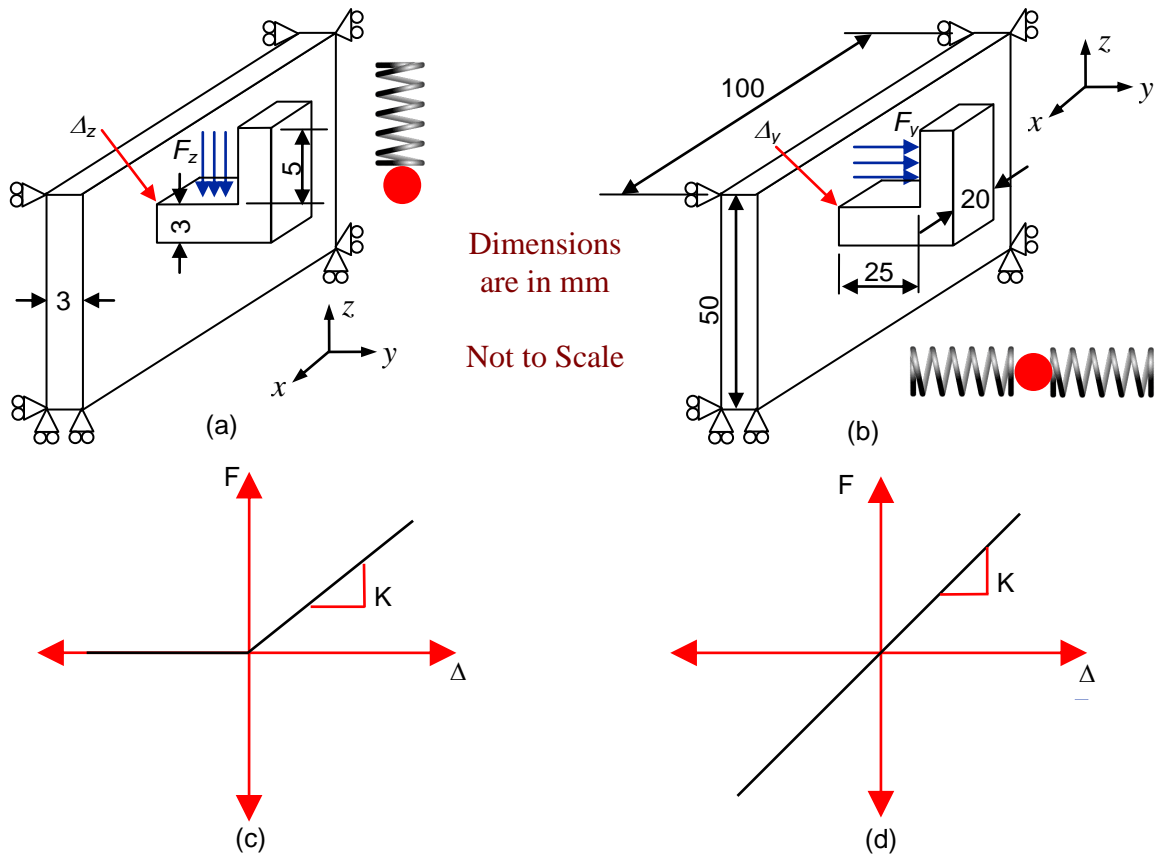 Δz
Fz
5
3
3
z
y
x
(a)
Dimensions
are in mm
Not to Scale
100
z
y
x
Δy
Fy
20
25
50
(b)
F
K
Δ
(c)
F
K
Δ
(d)